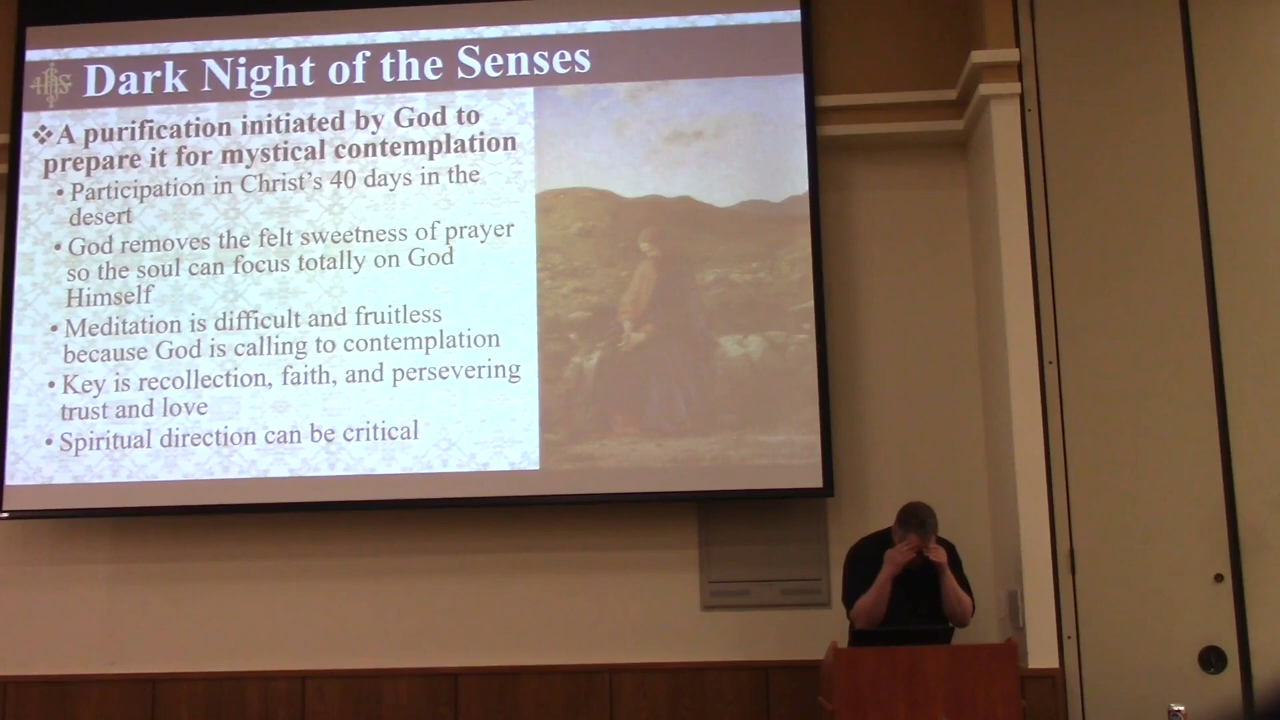 IHS
Dark Night of the Senses
❖A purification initiated by God to
prepare it for mystical contemplation
• Participation in Christ's 40 days in the
desert
• God removes the felt sweetness of prayer
so the soul can focus totally on God
Himself
• Meditation is difficult and fruitless
because God is calling to contemplation
• Key is recollection, faith, and persevering
trust and love
• Spiritual direction can be critical